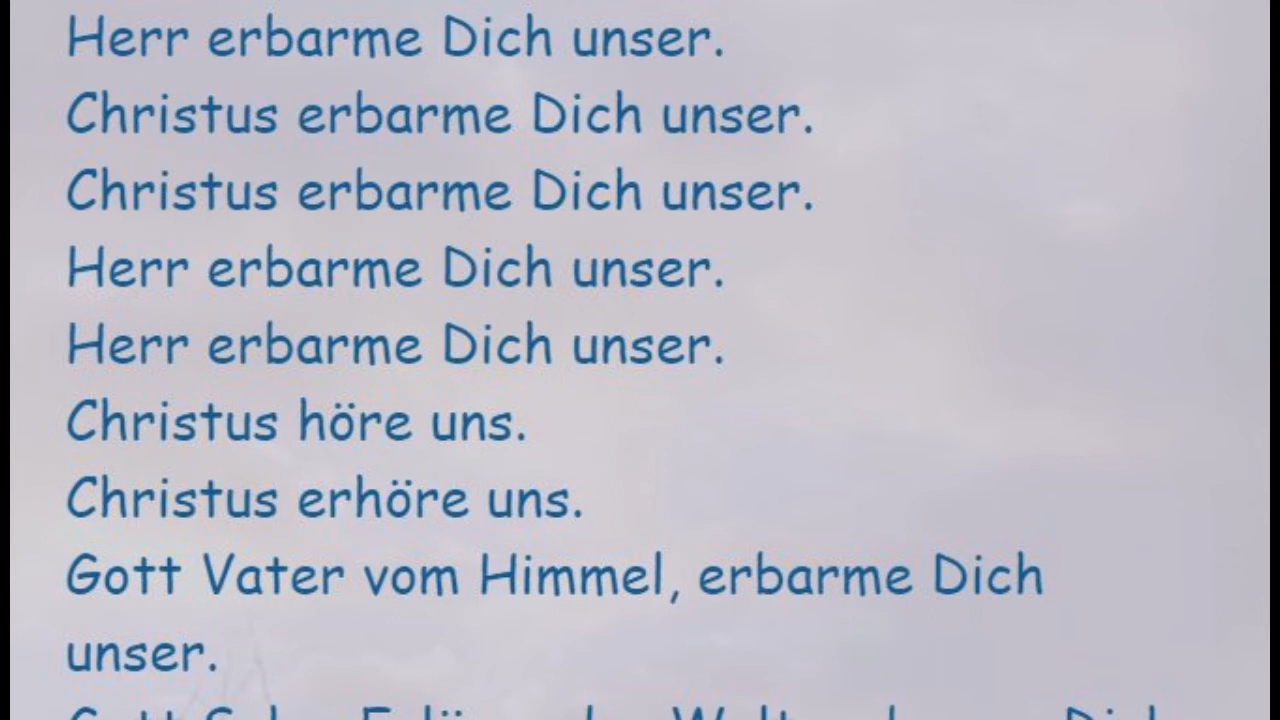 Herr erbarme Dich unser.
Christus erbarme Dich unser.
Christus erbarme Dich unser.
Herr erbarme Dich unser.
Herr erbarme Dich unser.
Christus höre uns.
Christus erhöre uns.
Gott Vater vom Himmel, erbarme Dich
unser.